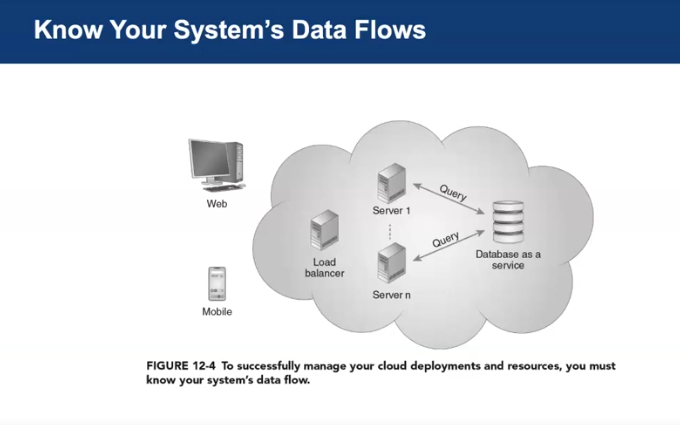 Know Your System's Data Flows
Web
Mobile
Load
balancer
Server 1
Server n
Query
Query
Database as a
service
FIGURE 12-4 To successfully manage your cloud deployments and resources, you must
know your system's data flow.